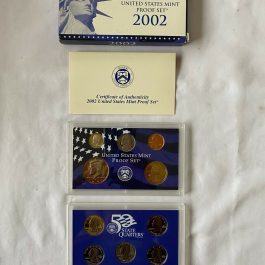 UNITED STATES MINT
PROOF SET®
2002
Certificate of Authenticity
2002 United States Mint Proof Set®
UNITED STATES MINT
PROOF SET®
50
STATE
QUARTERS